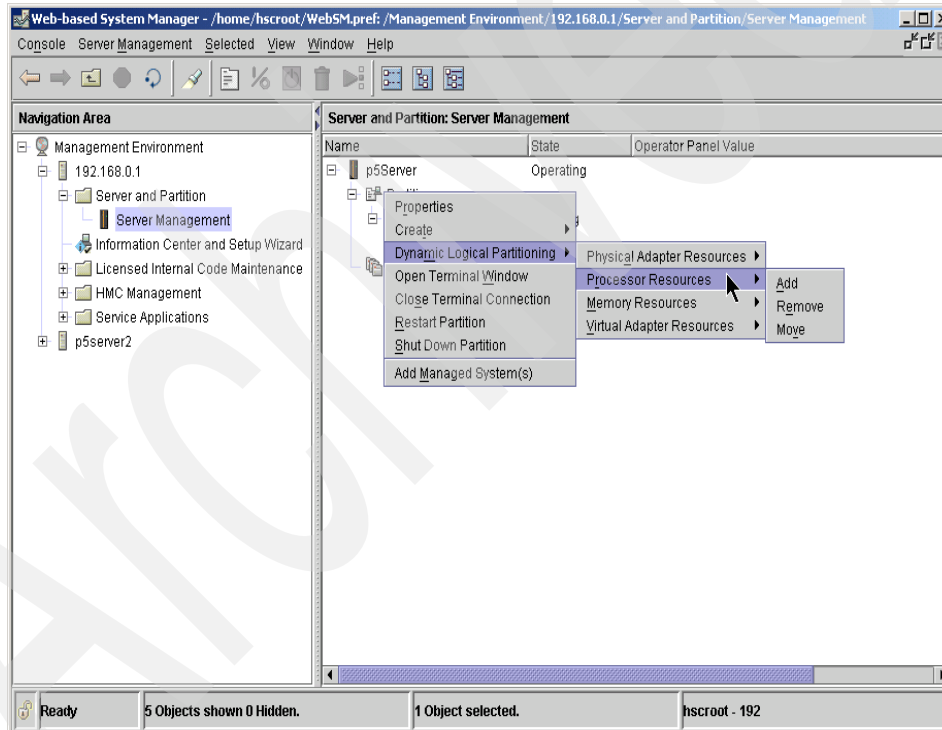 Web-based System Manager - /home/hscroot/WebSM.pref: /Management Environment/192.168.0.1/Server and Partition/Server Management
Console Server Management Selected View Window Help
Navigation Area
Management Environment
192.168.0.1
Server and Partition
Server Management
Information Center and Setup Wizard
Licensed Internal Code Maintenance
HMC Management
Service Applications
p5server2
Server and Partition: Server Management
Name State Operator Panel Value
p5Server Operating
Properties
Create
Dynamic Logical Partitioning
Open Terminal Window
Close Terminal Connection
Restart Partition
Shut Down Partition
Add Managed System(s)
Physical Adapter Resources
Processor Resources
Memory Resources
Virtual Adapter Resources
Add
Remove
Move
Ready 5 Objects shown 0 Hidden. 1 Object selected. hscroot - 192